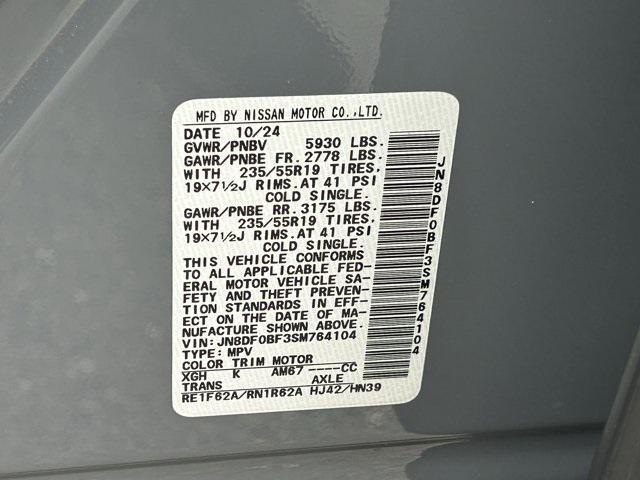 MFD BY NISSAN MOTOR CO.,LTD.
DATE 10/24
GVWR/PNBV 5930 LBS.
GAWR/PNBE FR. 2778 LBS.
WITH 235/55R19 TIRES.
19X7½J RIMS. AT 41 PSI
COLD SINGLE.
GAWR/PNBE RR. 3175 LBS.
WITH 235/55R19 TIRES.
19X7½J RIMS. AT 41 PSI
COLD SINGLE.
THIS VEHICLE CONFORMS
TO ALL APPLICABLE FED-
ERAL MOTOR VEHICLE SA-
FETY AND THEFT PREVEN-
TION STANDARDS IN EFF-
ECT ON THE DATE OF MA-
NUFACTURE SHOWN ABOVE.
VIN: JN8DF0BF3SM764104
TYPE: MPV
COLOR TRIM MOTOR
XGH K AM67 ----CC
TRANS AXLE
RE1F62A/RN1R62A HJ42/HN39
JN8DF0BF3SM764104